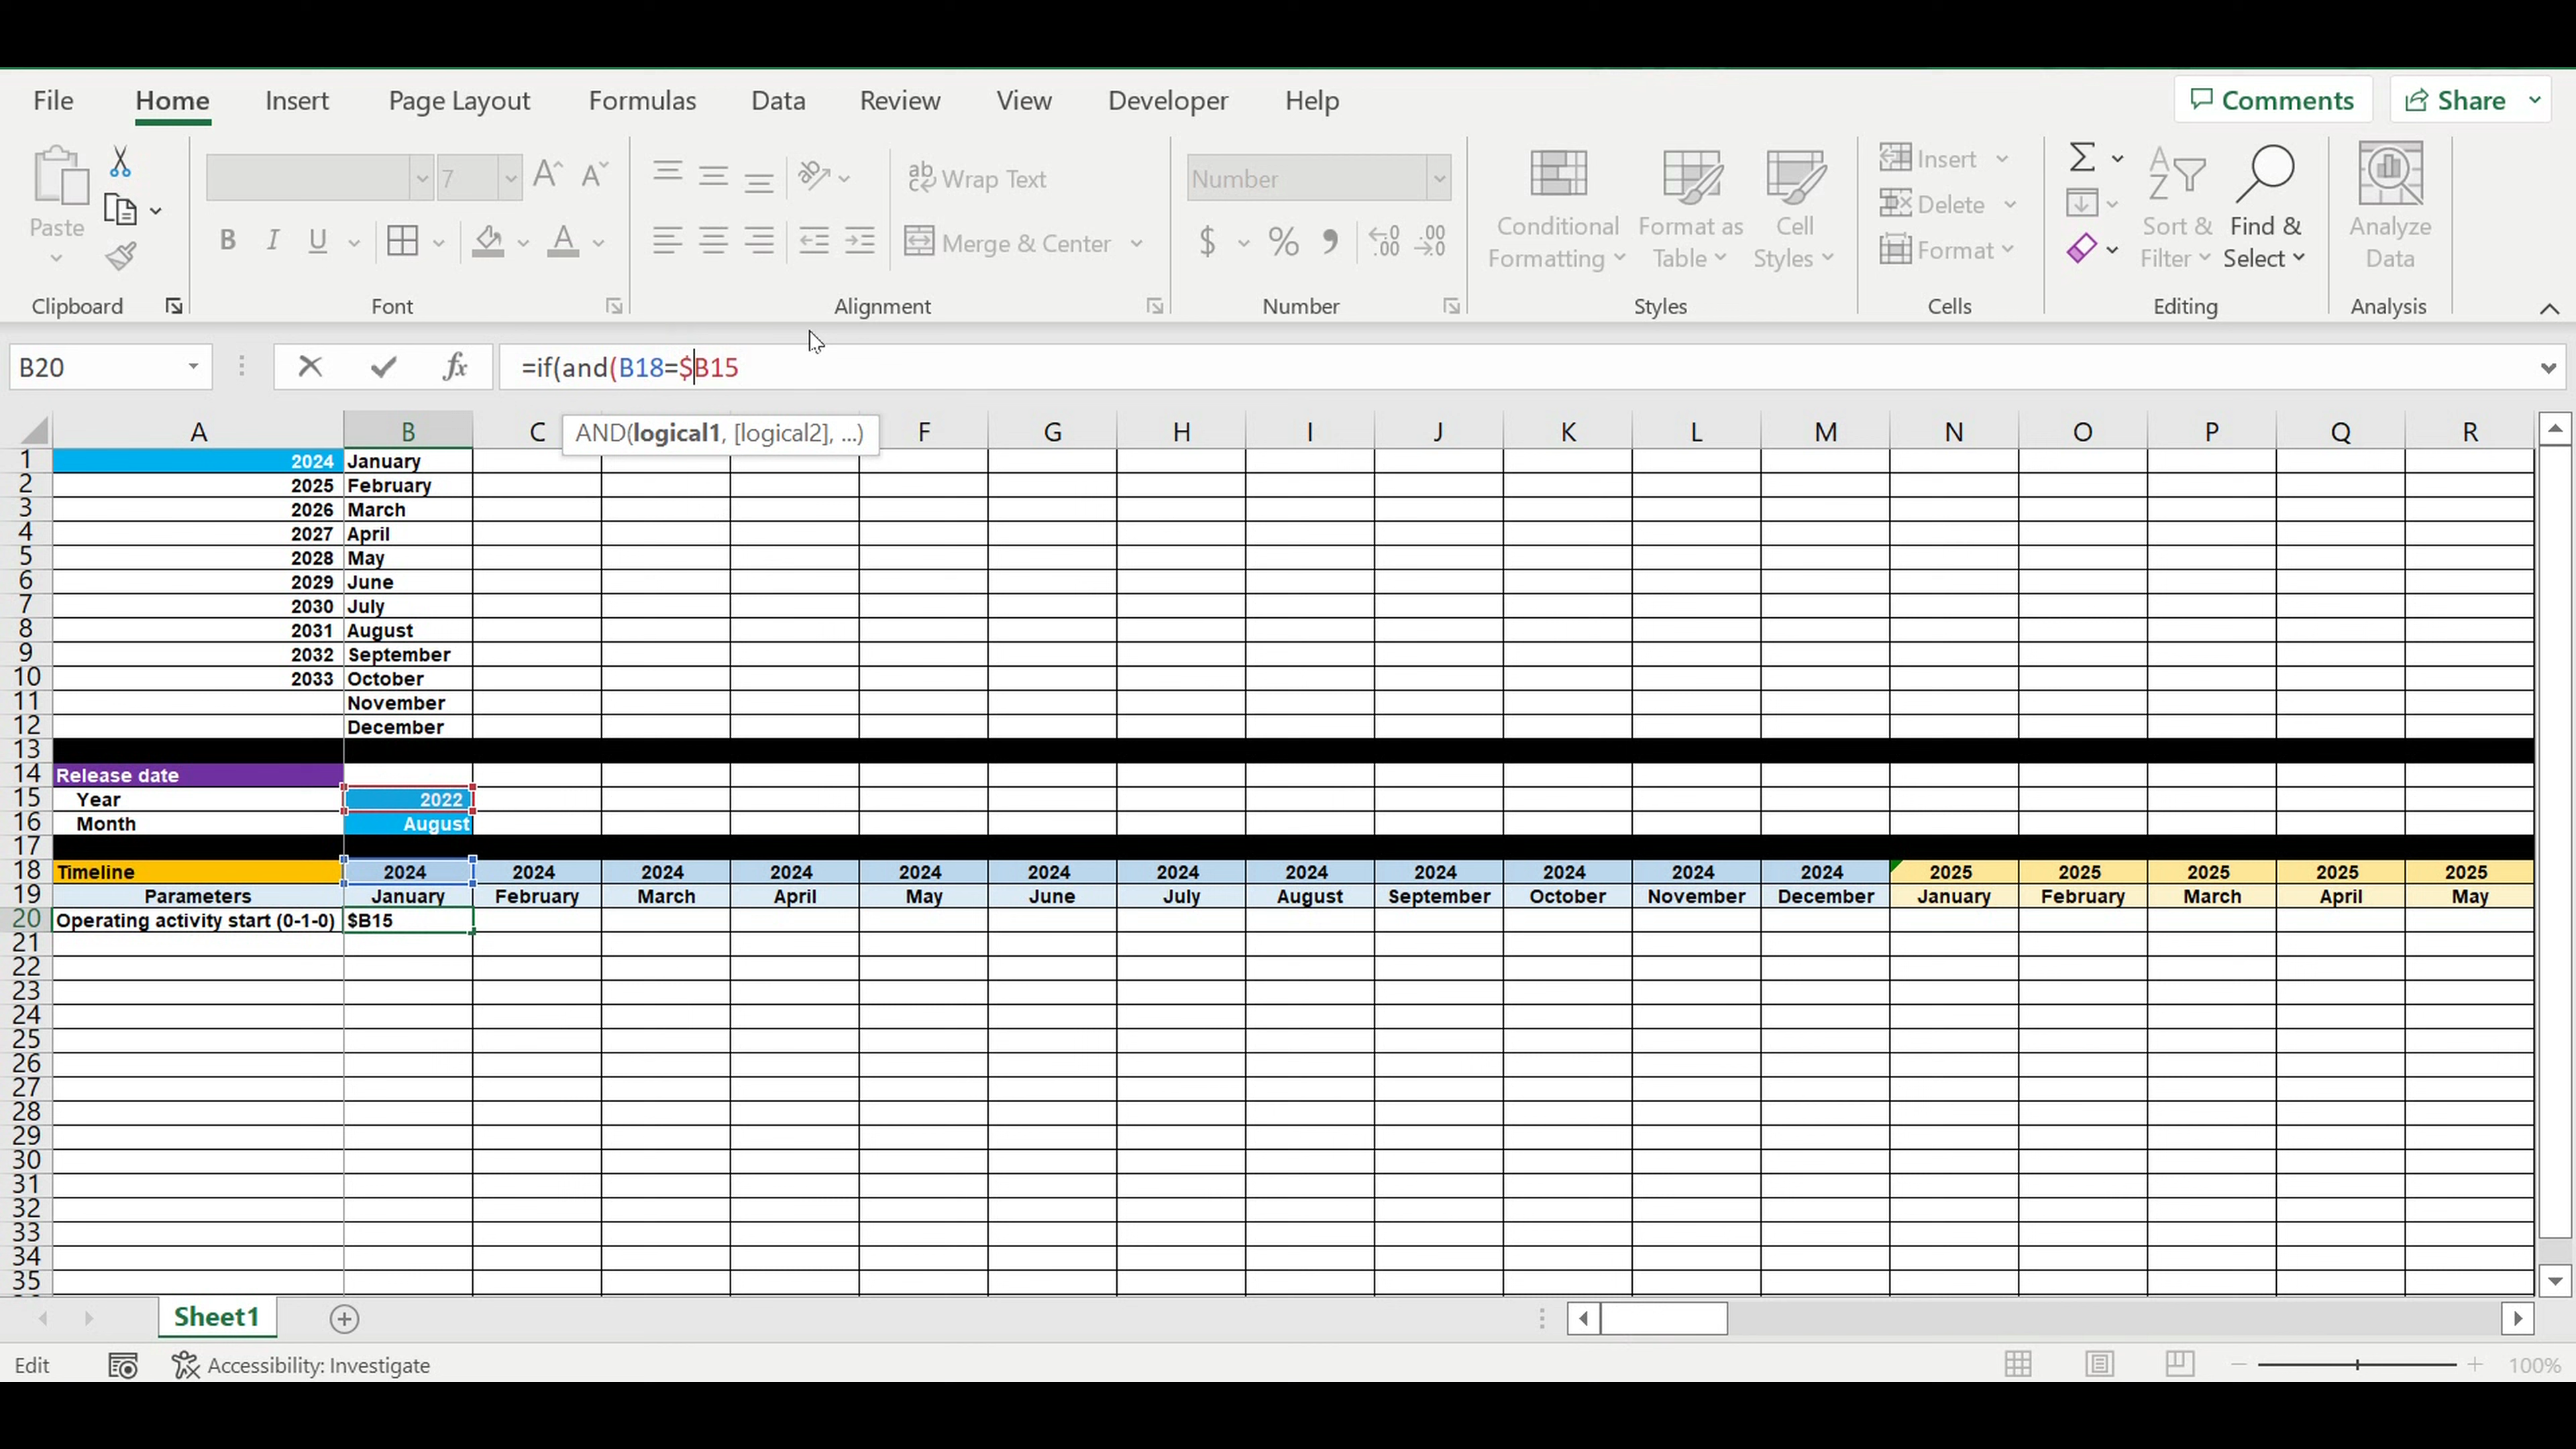 File Home Insert Page Layout Formulas Data Review View Developer Help Comments Share
Paste
7
ab
c
Wrap Text
Number
Insert
Delete
Format
A
Z
B I U A
Merge & Center
$ % 9
Conditional
Formatting
Format as
Table
Cell
Styles
Sort &
Filter
Find &
Select
Analyze
Data
Clipboard Font Alignment Number Styles Cells Editing Analysis
B20 fx =if(and(B18=$B15
AND(logical1, [logical2], ...)
A B C F G H I J K L M N O P Q R
1 2024 January
2 2025 February
3 2026 March
4 2027 April
5 2028 May
6 2029 June
7 2030 July
8 2031 August
9 2032 September
10 2033 October
11 November
12 December
13
14 Release date
15 Year 2022
16 Month August
17
18 Timeline 2024 2024 2024 2024 2024 2024 2024 2024 2024 2024 2024 2024 2025 2025 2025 2025 2025
19 Parameters January February March April May June July August September October November December January February March April May
20 Operating activity start (0-1-0) $B15
21
22
23
24
25
26
27
28
29
30
31
32
33
34
35
Sheet1
Edit Accessibility: Investigate 100%